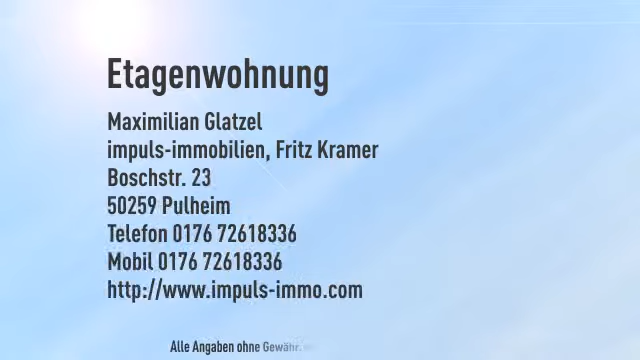 Etagenwohnung
Maximilian Glatzel
impuls-immobilien, Fritz Kramer
Boschstr. 23
50259 Pulheim
Telefon 0176 72618336
Mobil 0176 72618336
http://www.impuls-immo.com
Alle Angaben ohne Gewähr.